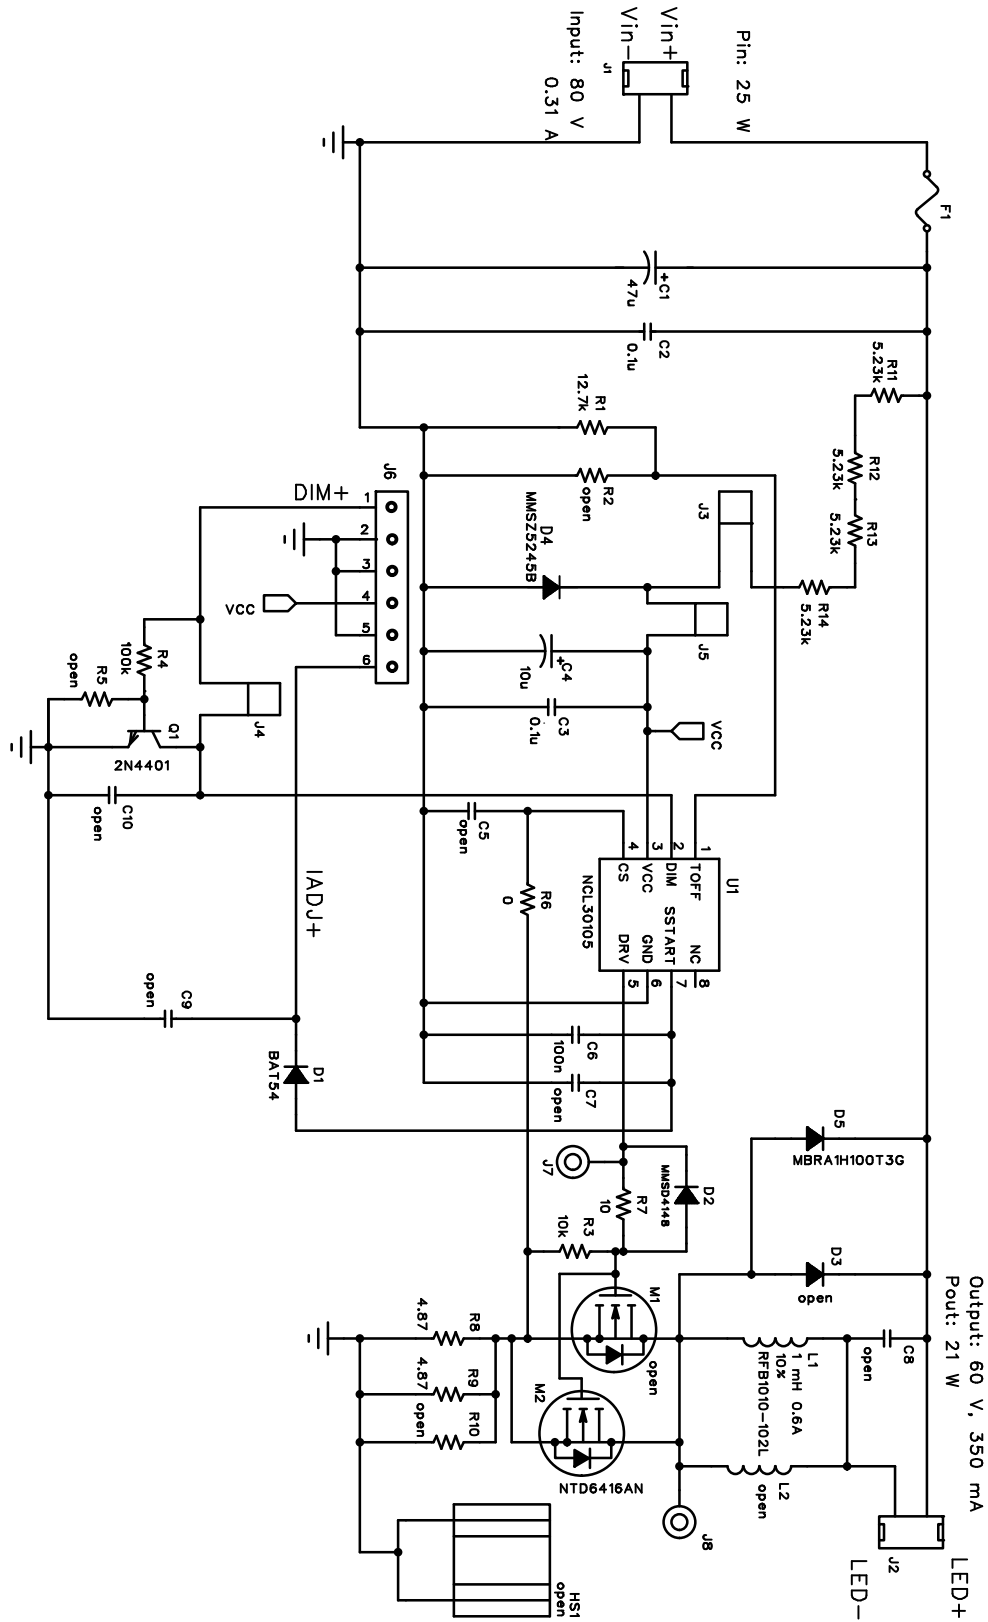 Pin: 25 W
Vin+
Vin-
Input: 80 V
0.31 A
J1
F1
+C1
47u
C2
0.1u
R11
5.23k
R12
5.23k
R13
5.23k
R14
5.23k
R1
12.7k
R2
open
J3
D4
MMSZ5245B
J5
+C4
10u
C3
0.1u
VCC
J6
1
2
3
4
5
6
DIM+
VCC
R4
100k
R5
open
J4
Q1
2N4401
C10
open
IADJ+
C5
open
R6
0
U1
NCL30105
1
2
3
4
TOFF
DIM
VCC
CS
NC
SSTART
GND
DRV
8
7
6
5
C9
open
D1
BAT54
C6
100n
C7
open
J7
D2
MMSD4148
R7
10
R3
10k
D5
MBRA1H100T3G
D3
open
M1
open
M2
NTD6416AN
R8
4.87
R9
4.87
R10
open
L1
1 mH 0.6A
10%
RFB1010-102L
C8
open
L2
open
J8
HS1
open
Output: 60 V, 350 mA
Pout: 21 W
J2
LED+
LED-